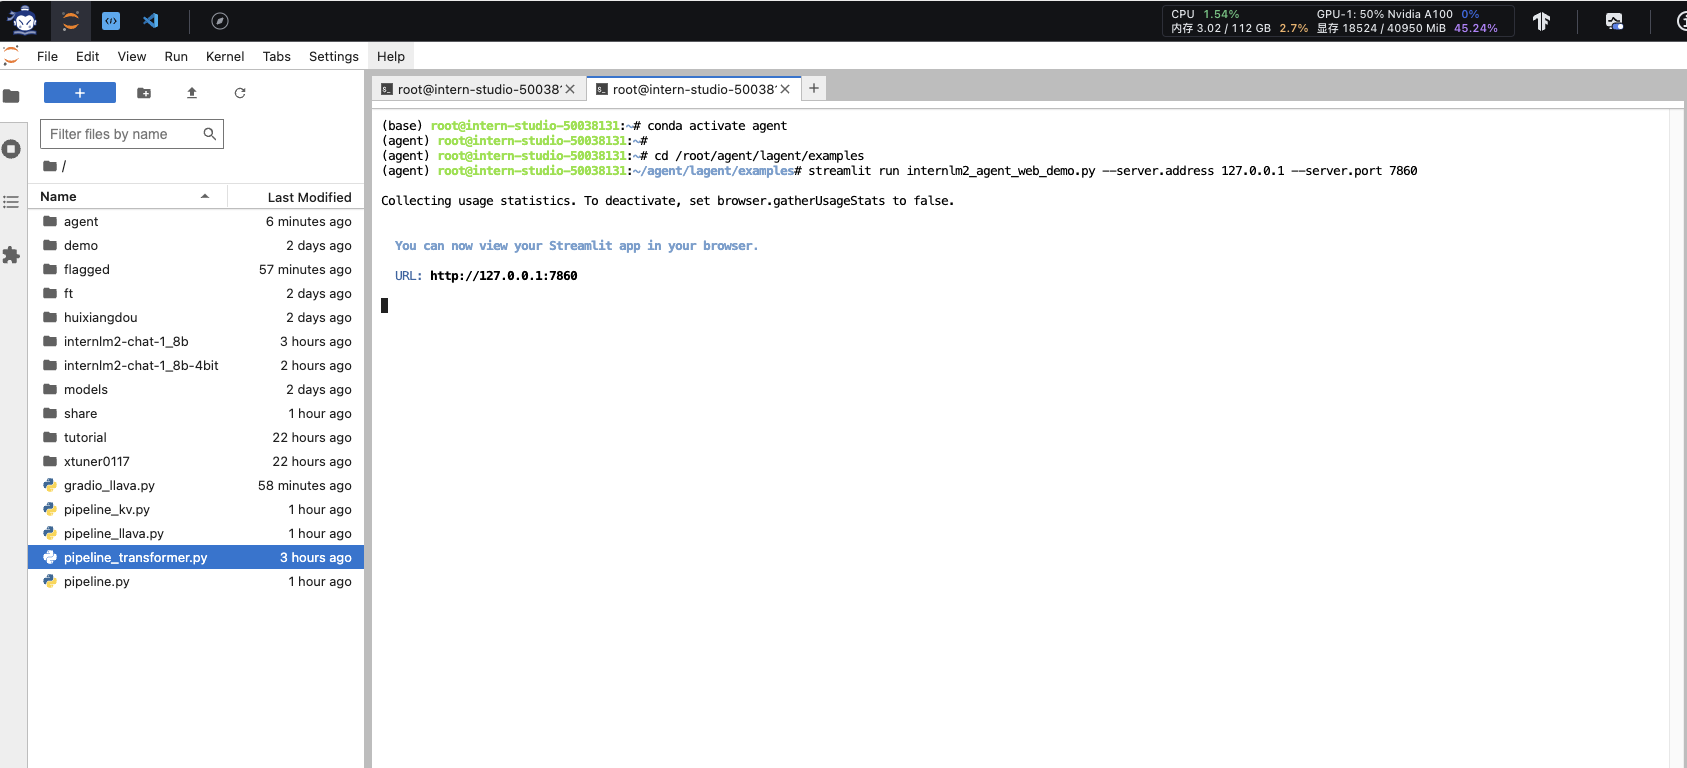 CPU 1.54% GPU-1: 50% Nvidia A100 0%
内存 3.02 / 112 GB 2.7% 显存 18524 / 40950 MiB 45.24%
File Edit View Run Kernel Tabs Settings Help
root@intern-studio-50038 root@intern-studio-50038
Filter files by name
/
Name Last Modified
agent 6 minutes ago
demo 2 days ago
flagged 57 minutes ago
ft 2 days ago
huixiangdou 2 days ago
internlm2-chat-1_8b 3 hours ago
internlm2-chat-1_8b-4bit 2 hours ago
models 2 days ago
share 1 hour ago
tutorial 22 hours ago
xtuner0117 22 hours ago
gradio_llava.py 58 minutes ago
pipeline_kv.py 1 hour ago
pipeline_llava.py 1 hour ago
pipeline_transformer.py 3 hours ago
pipeline.py 1 hour ago
(base) root@intern-studio-50038131:~# conda activate agent
(agent) root@intern-studio-50038131:~#
(agent) root@intern-studio-50038131:~# cd /root/agent/lagent/examples
(agent) root@intern-studio-50038131:~/agent/lagent/examples# streamlit run internlm2_agent_web_demo.py --server.address 127.0.0.1 --server.port 7860
Collecting usage statistics. To deactivate, set browser.gatherUsageStats to false.
You can now view your Streamlit app in your browser.
URL: http://127.0.0.1:7860